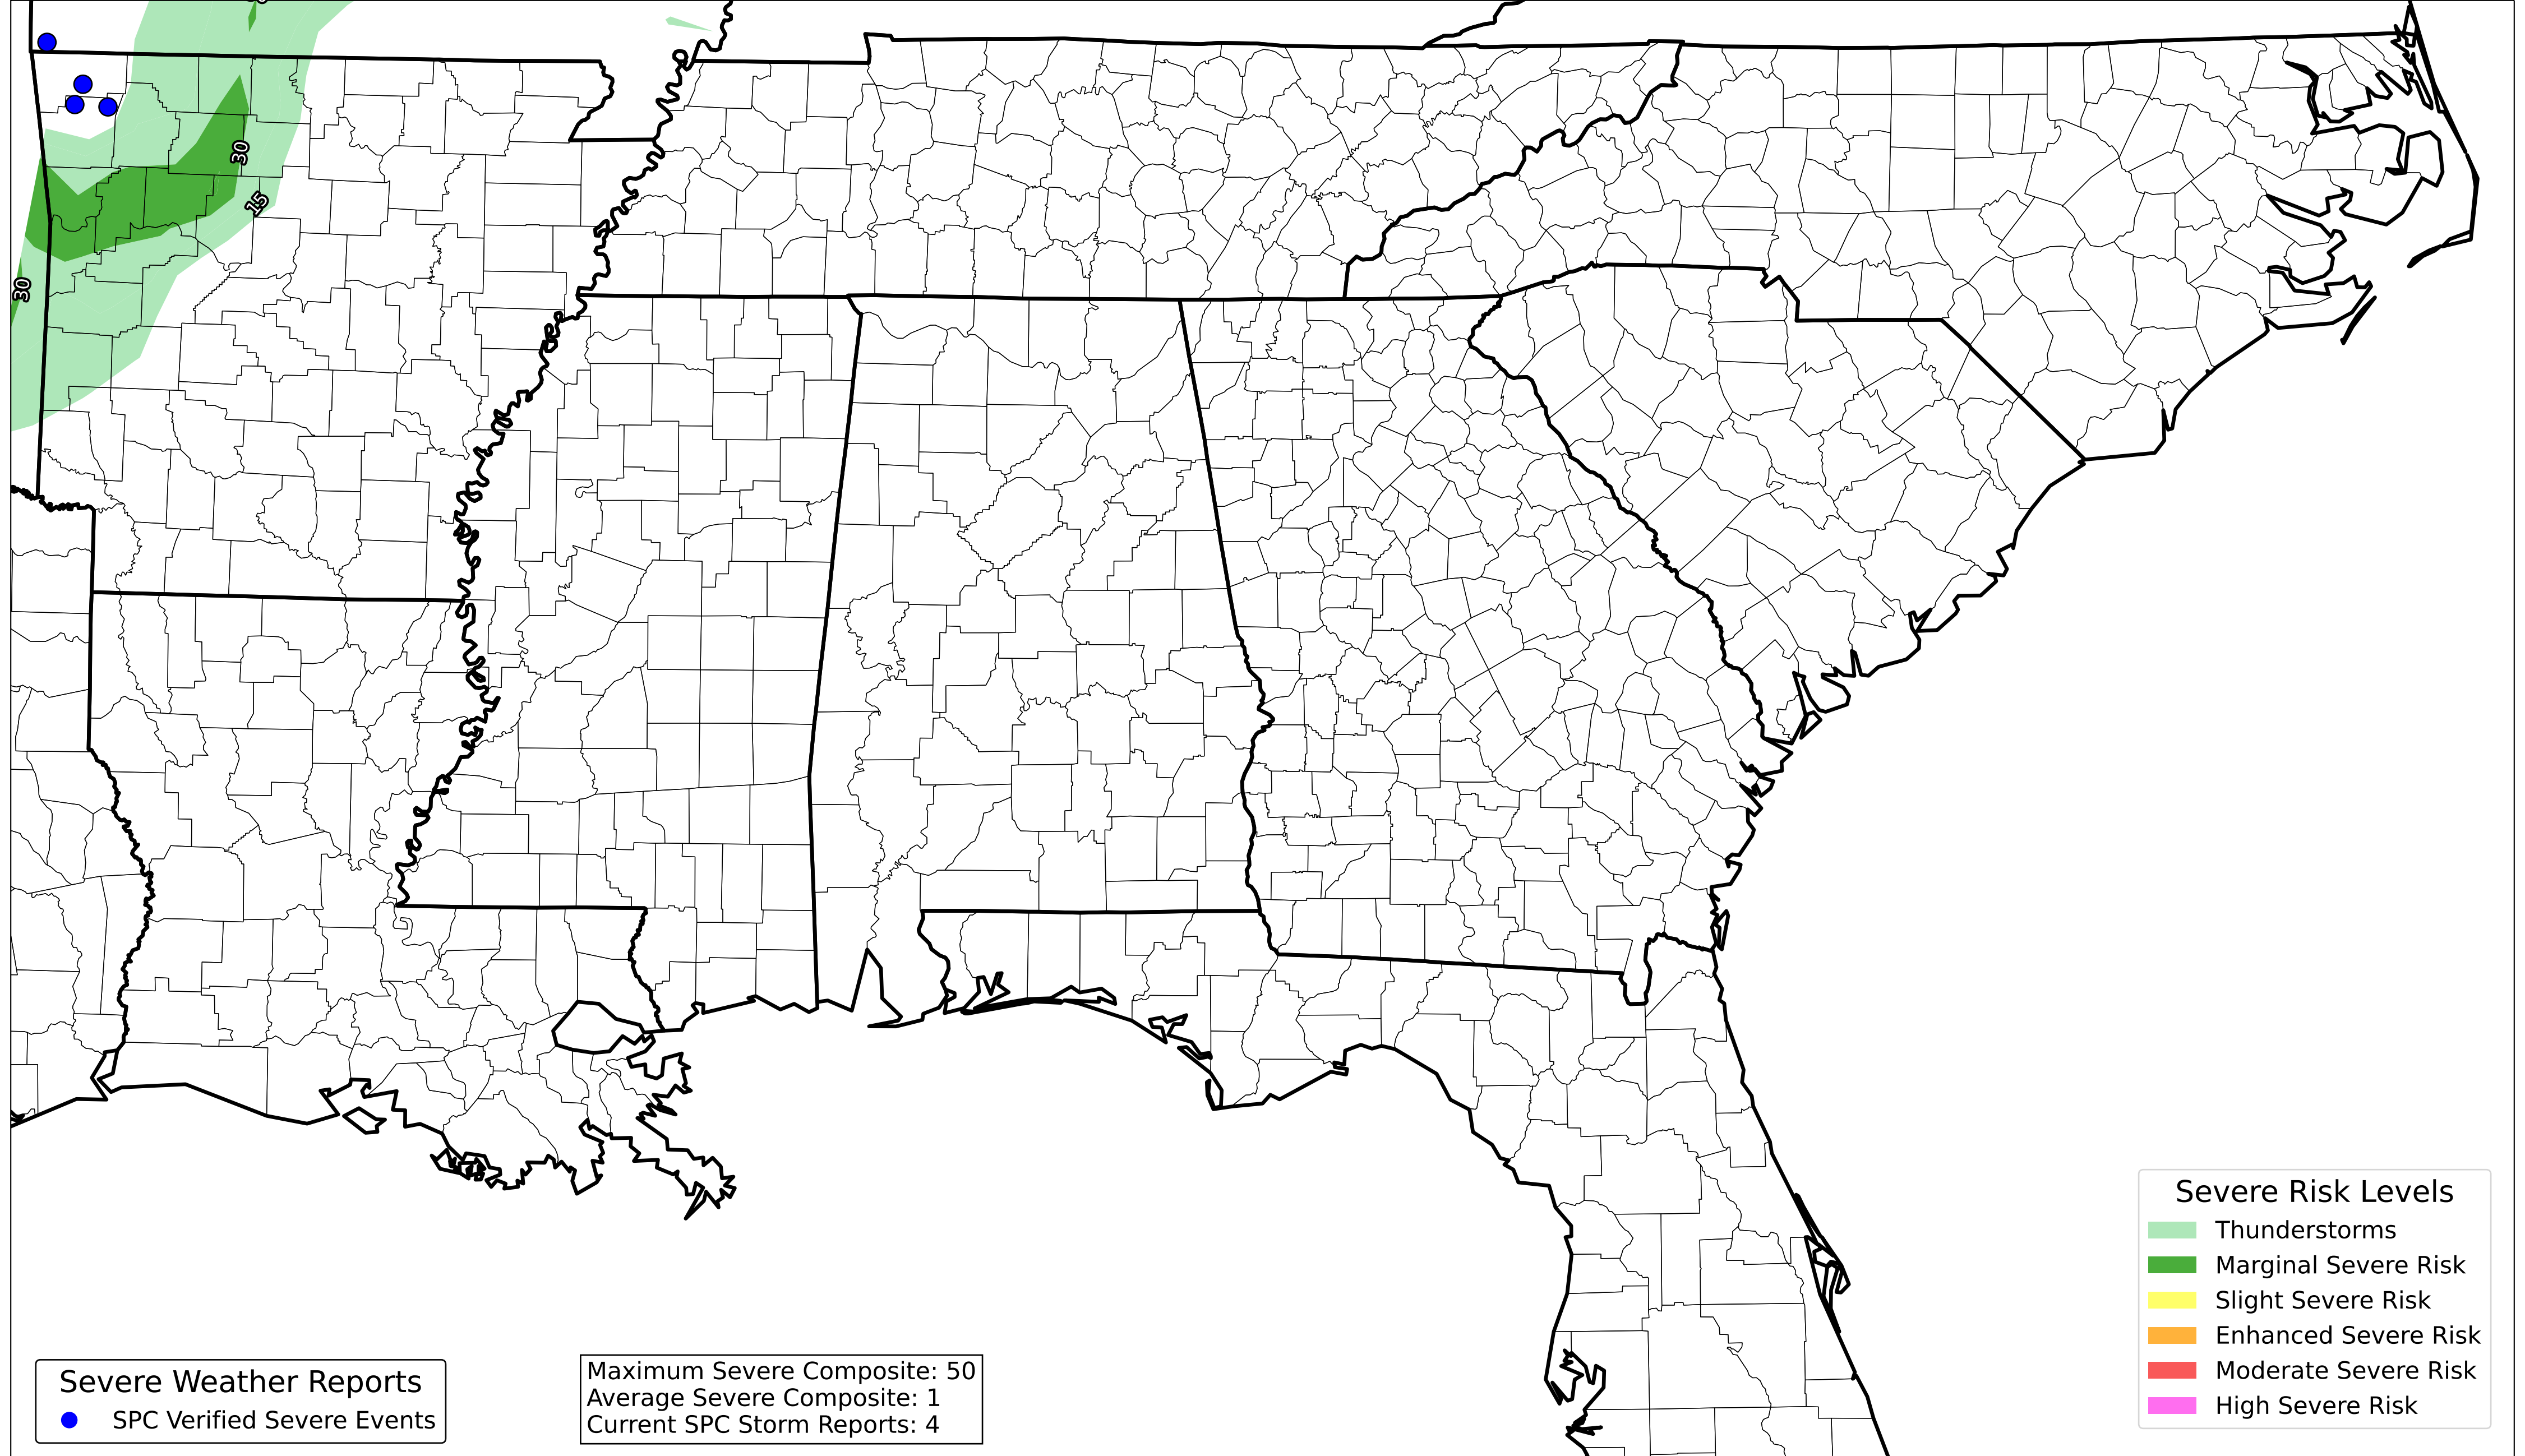 30
15
30
Severe Weather Reports
SPC Verified Severe Events
Maximum Severe Composite: 50
Average Severe Composite: 1
Current SPC Storm Reports: 4
Severe Risk Levels
Thunderstorms
Marginal Severe Risk
Slight Severe Risk
Enhanced Severe Risk
Moderate Severe Risk
High Severe Risk